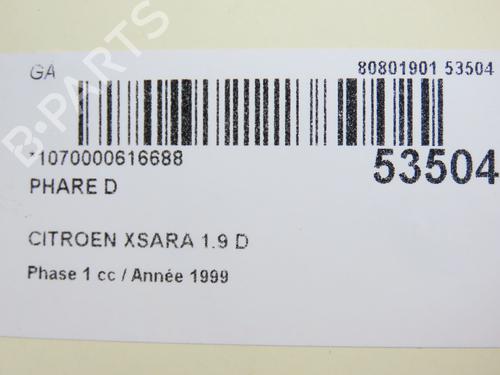 GA
80801901 53504
*1070000616688
53504
PHARE D
CITROEN XSARA 1.9 D
Phase 1 cc / Année 1999
B-PARTS